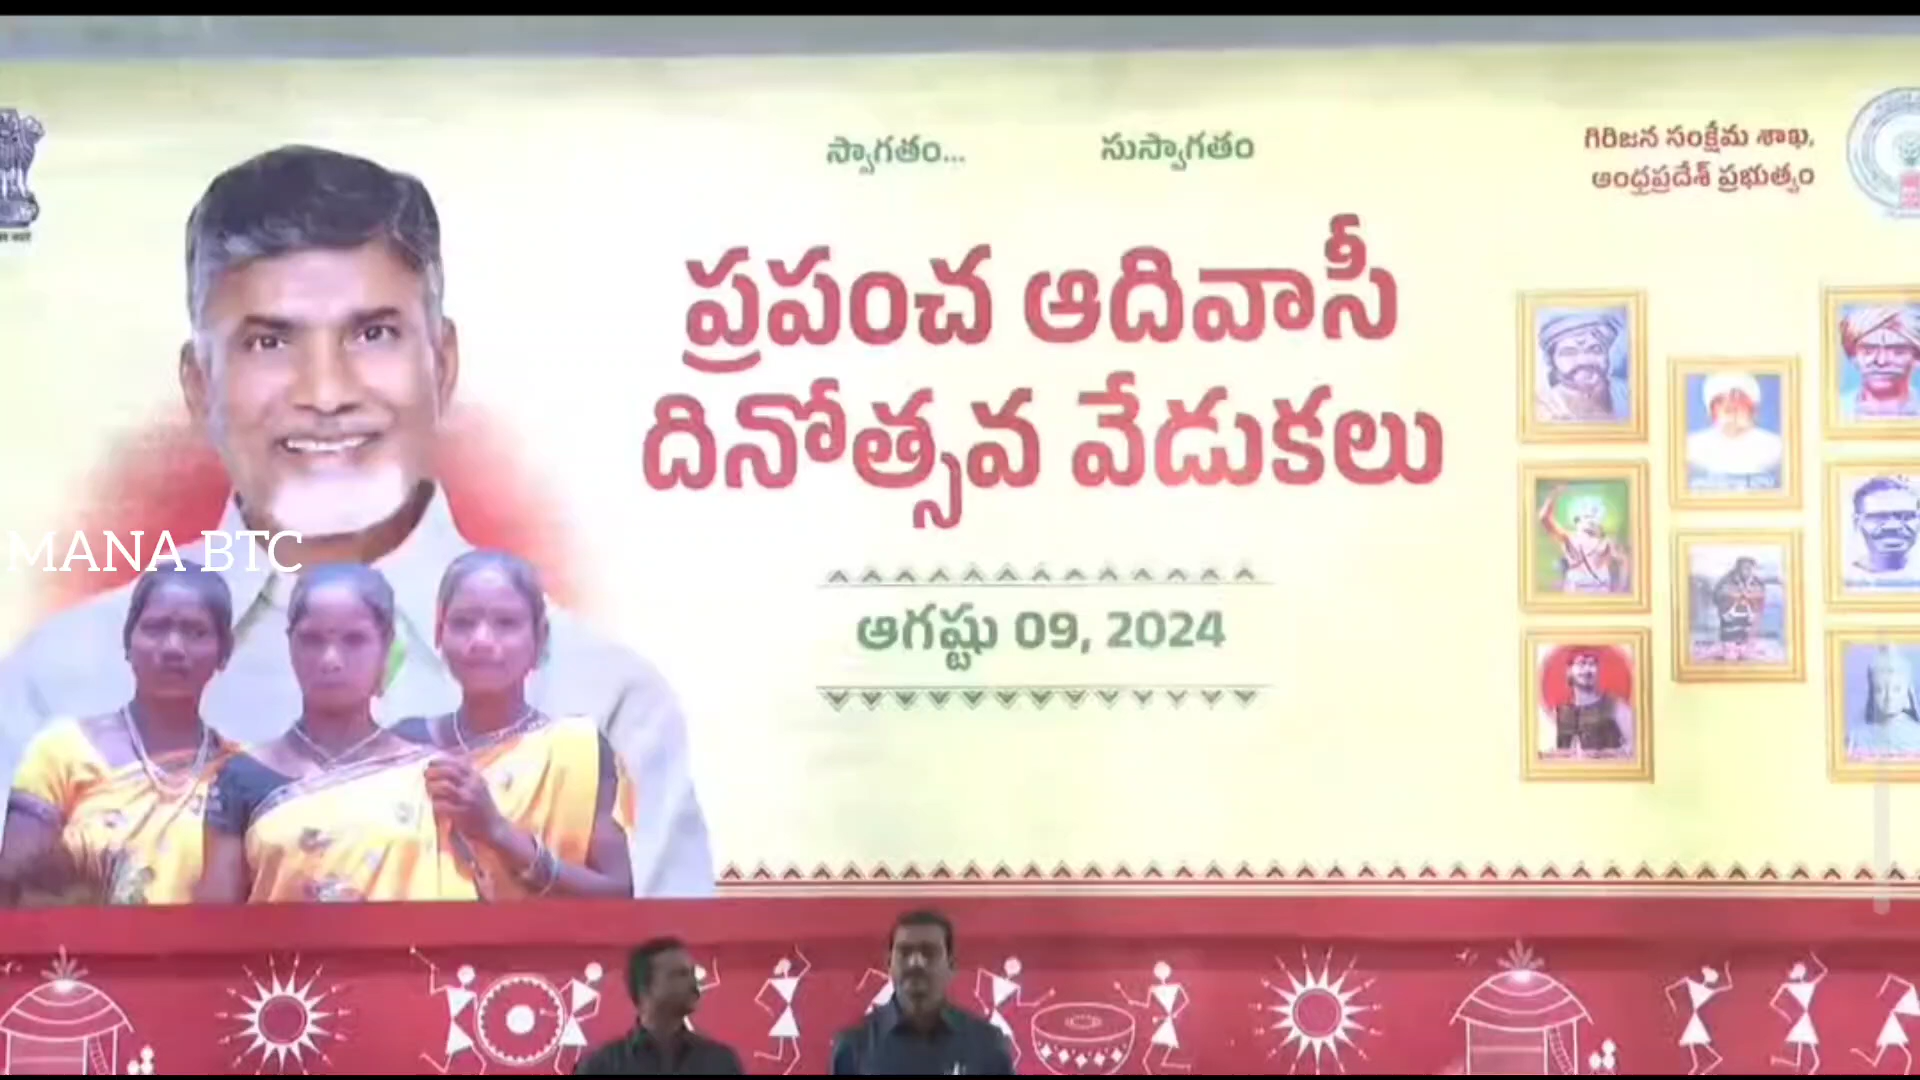 స్వాగతం... సుస్వాగతం
గిరిజన సంక్షేమ శాఖ,
ఆంధ్రప్రదేశ్ ప్రభుత్వం
ప్రపంచ ఆదివాసీ
దినోత్సవ వేడుకలు
ఆగష్టు 09, 2024
MANA BTC